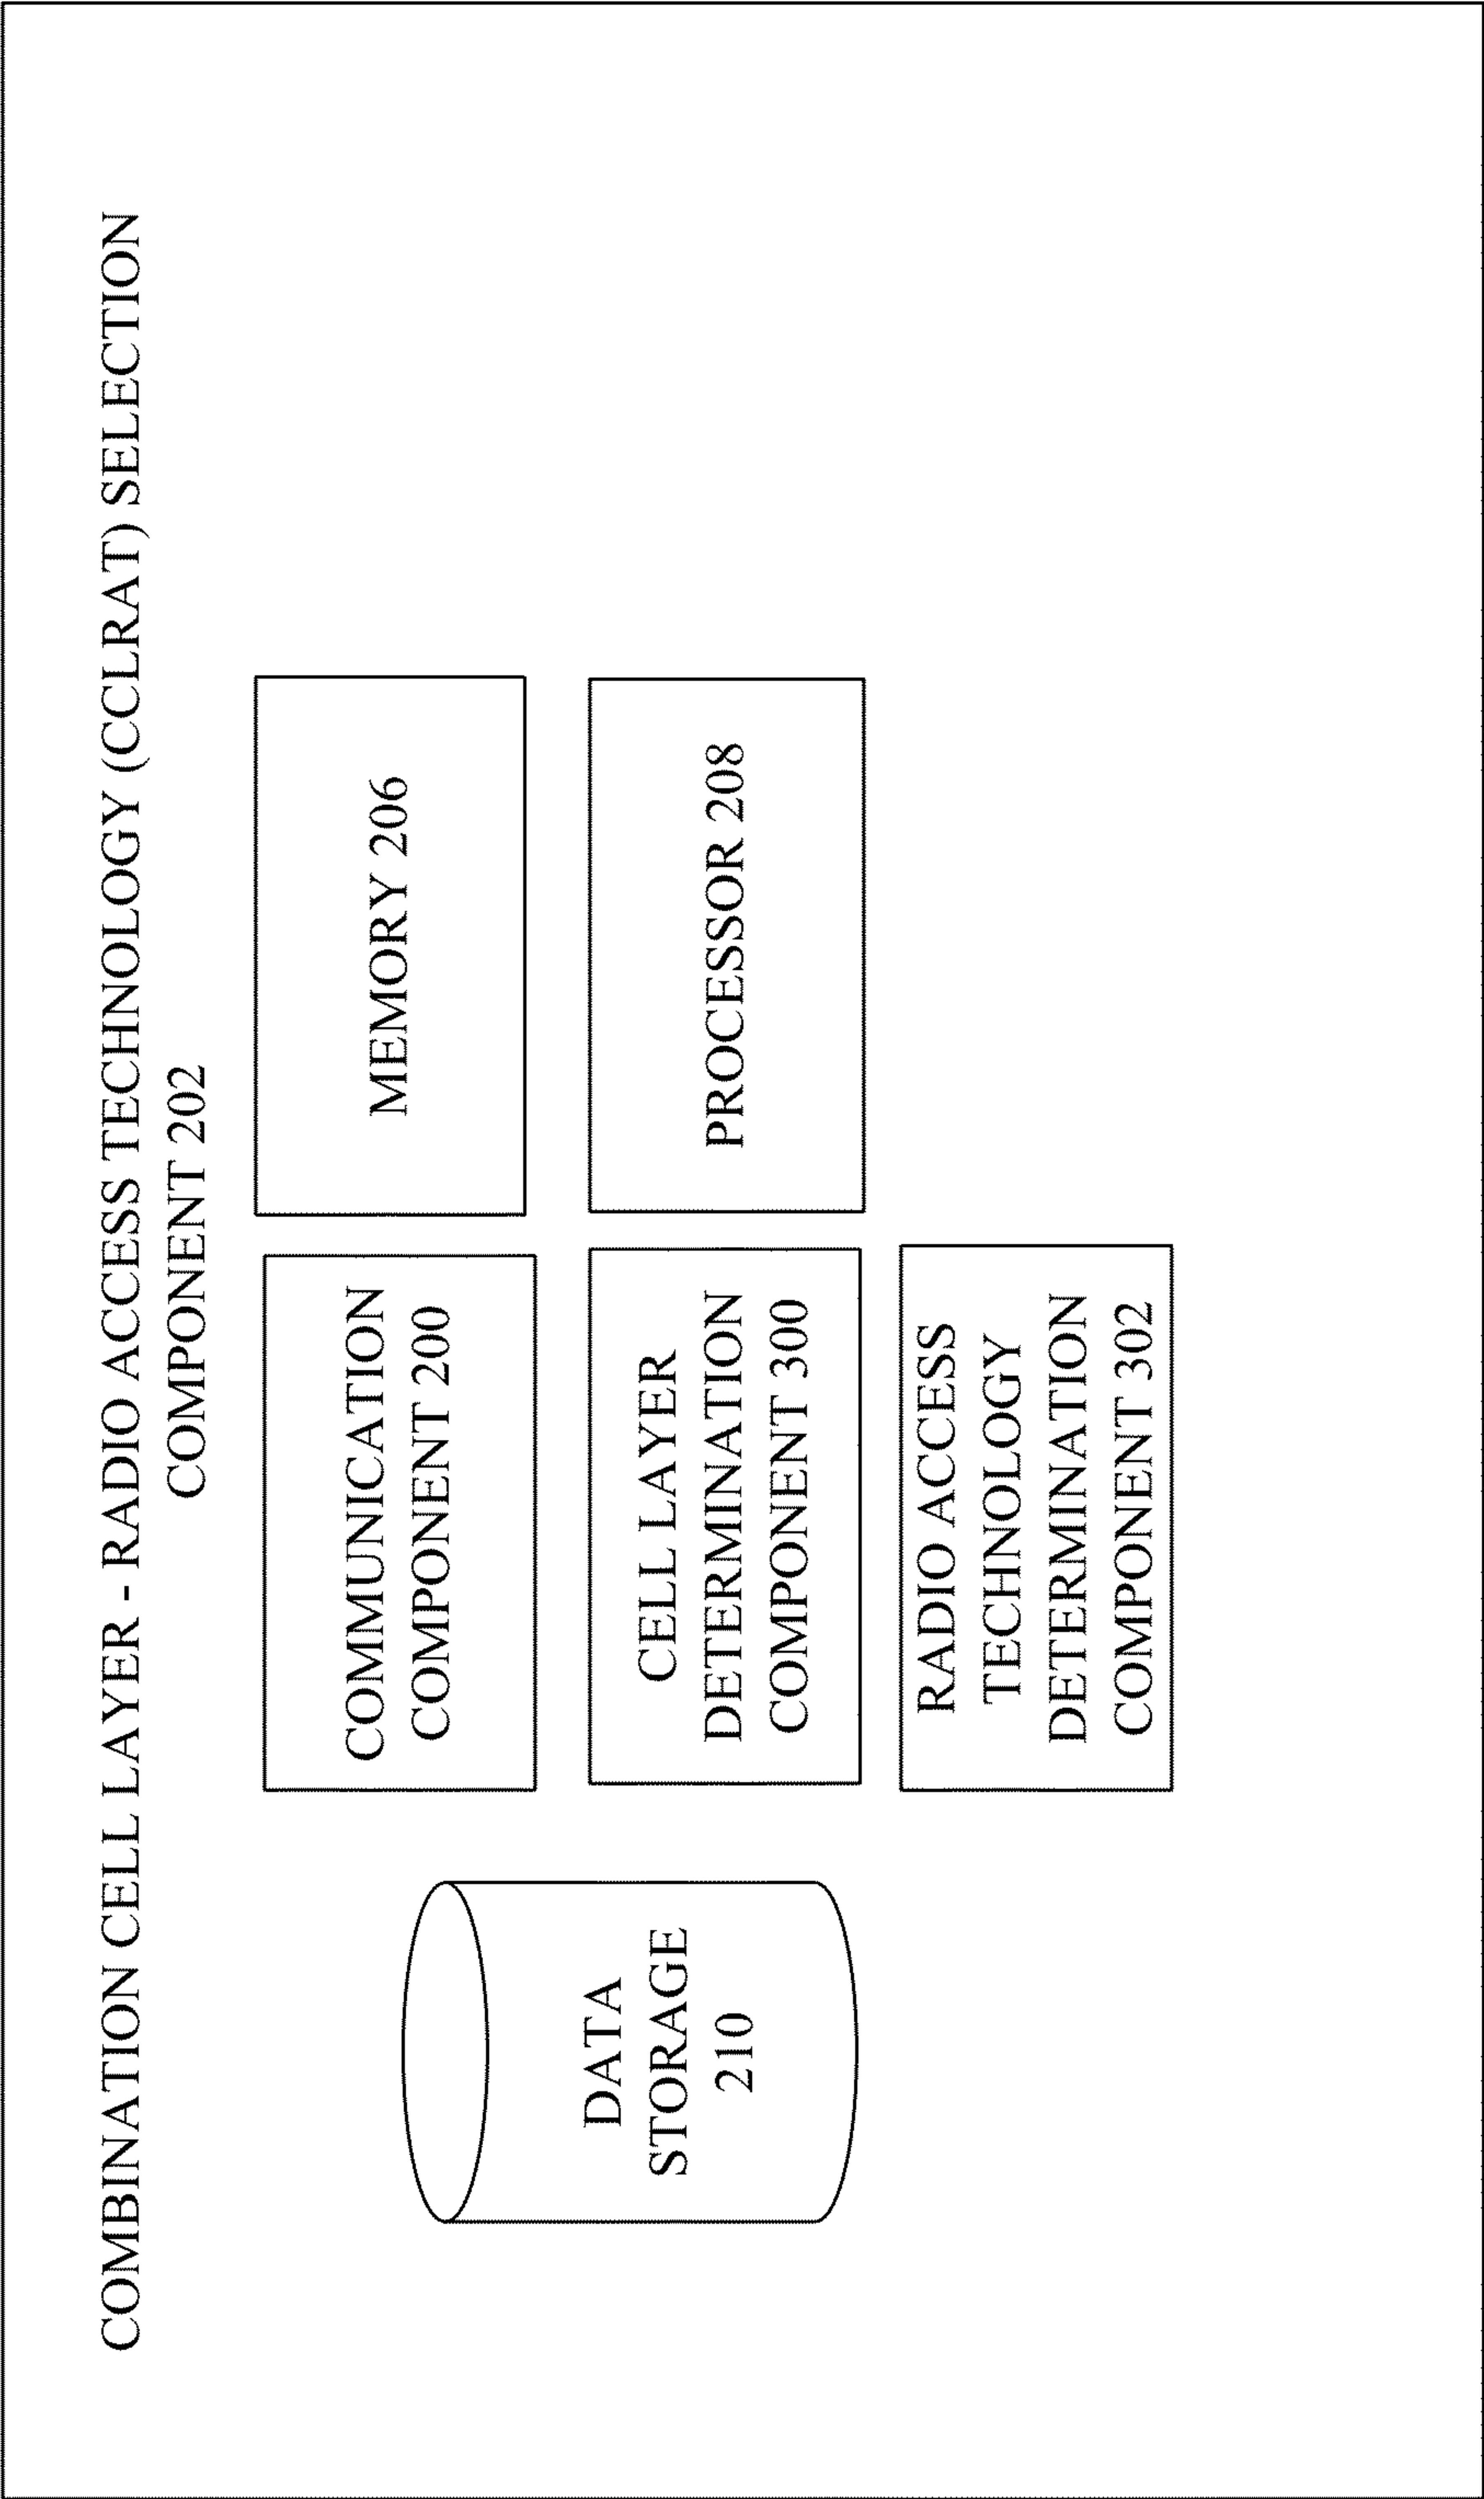 COMBINATION CELL LAYER - RADIO ACCESS TECHNOLOGY (CCLRAT) SELECTION
COMPONENT 202
DATA
STORAGE
210
COMMUNICATION
COMPONENT 200
MEMORY 206
CELL LAYER
DETERMINATION
COMPONENT 300
PROCESSOR 208
RADIO ACCESS
TECHNOLOGY
DETERMINATION
COMPONENT 302